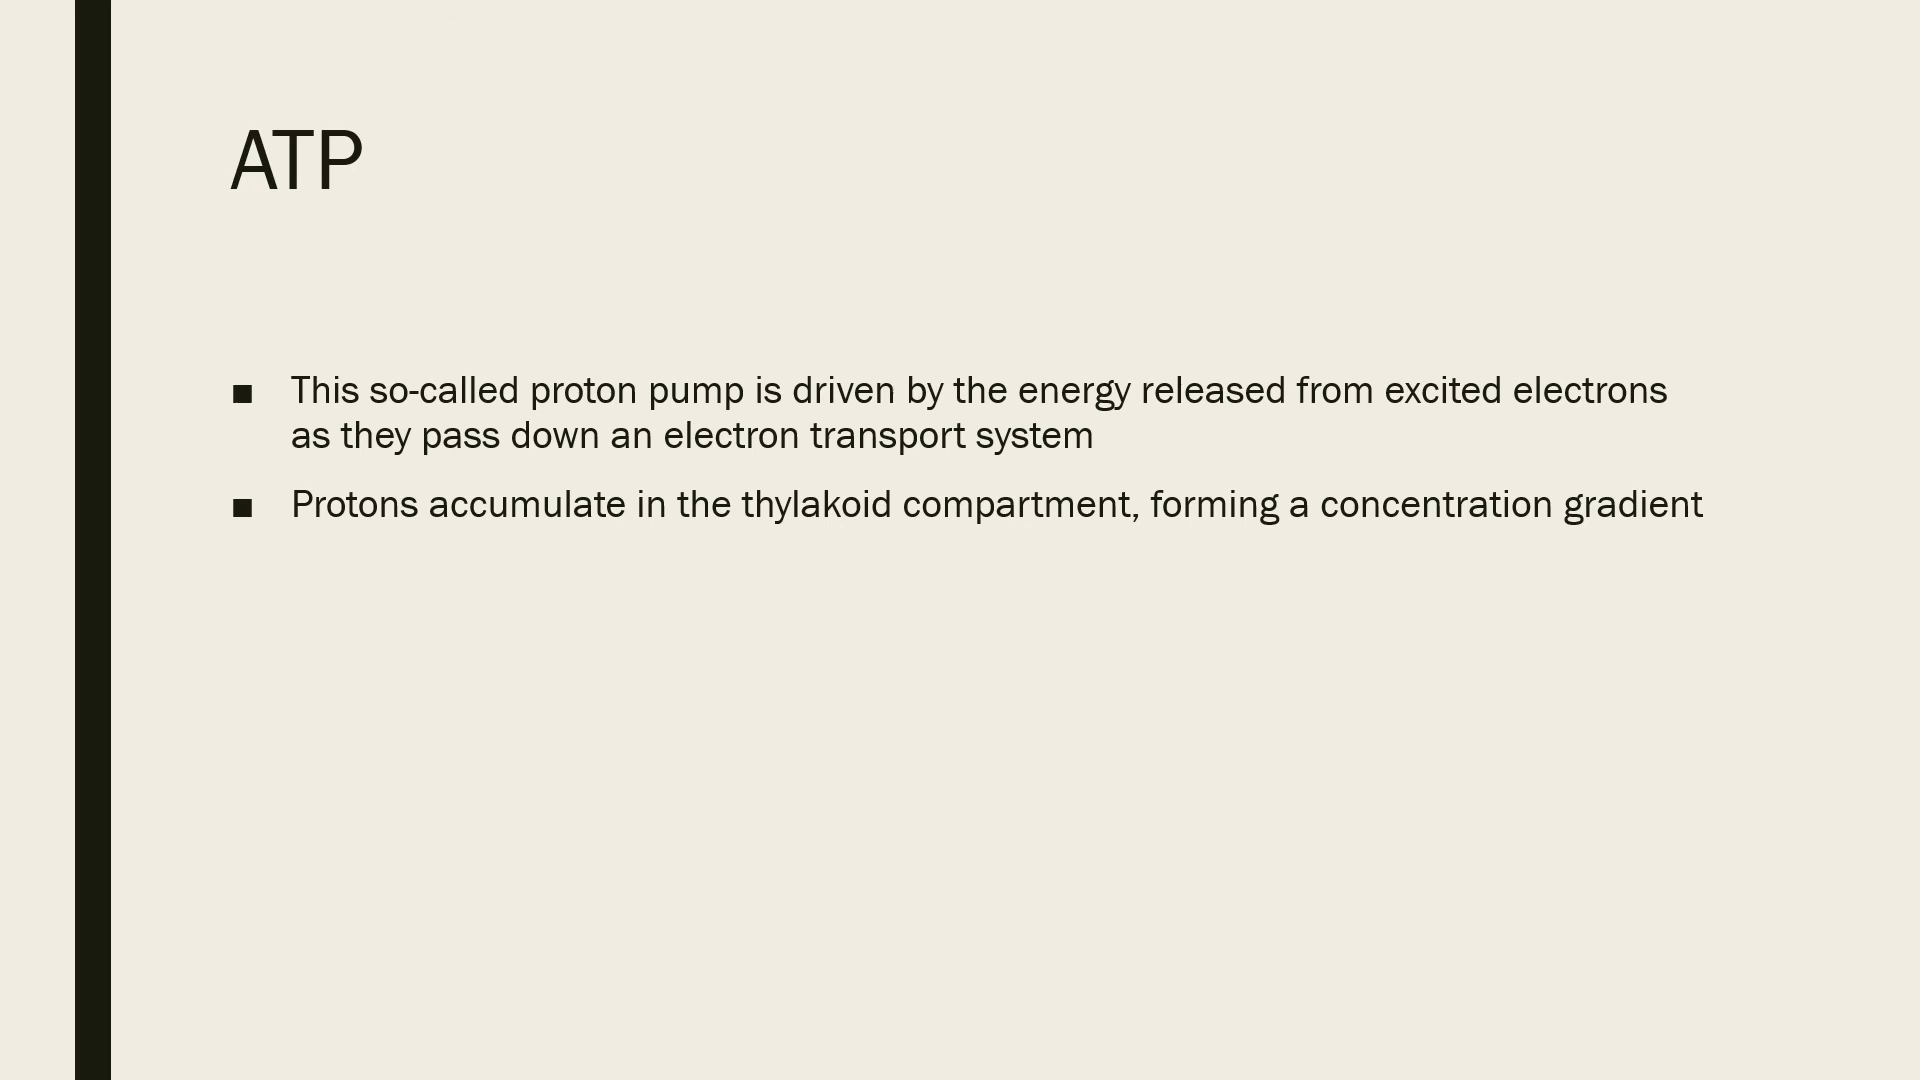 ATP
■ This so-called proton pump is driven by the energy released from excited electrons
as they pass down an electron transport system
■ Protons accumulate in the thylakoid compartment, forming a concentration gradient